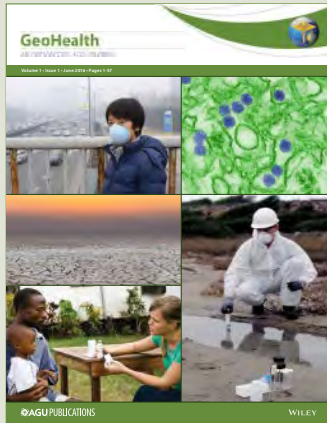 GeoHealth
Volume 1 • Issue 1 • June 2016 • Pages 1-97
AGU PUBLICATIONS
WILEY